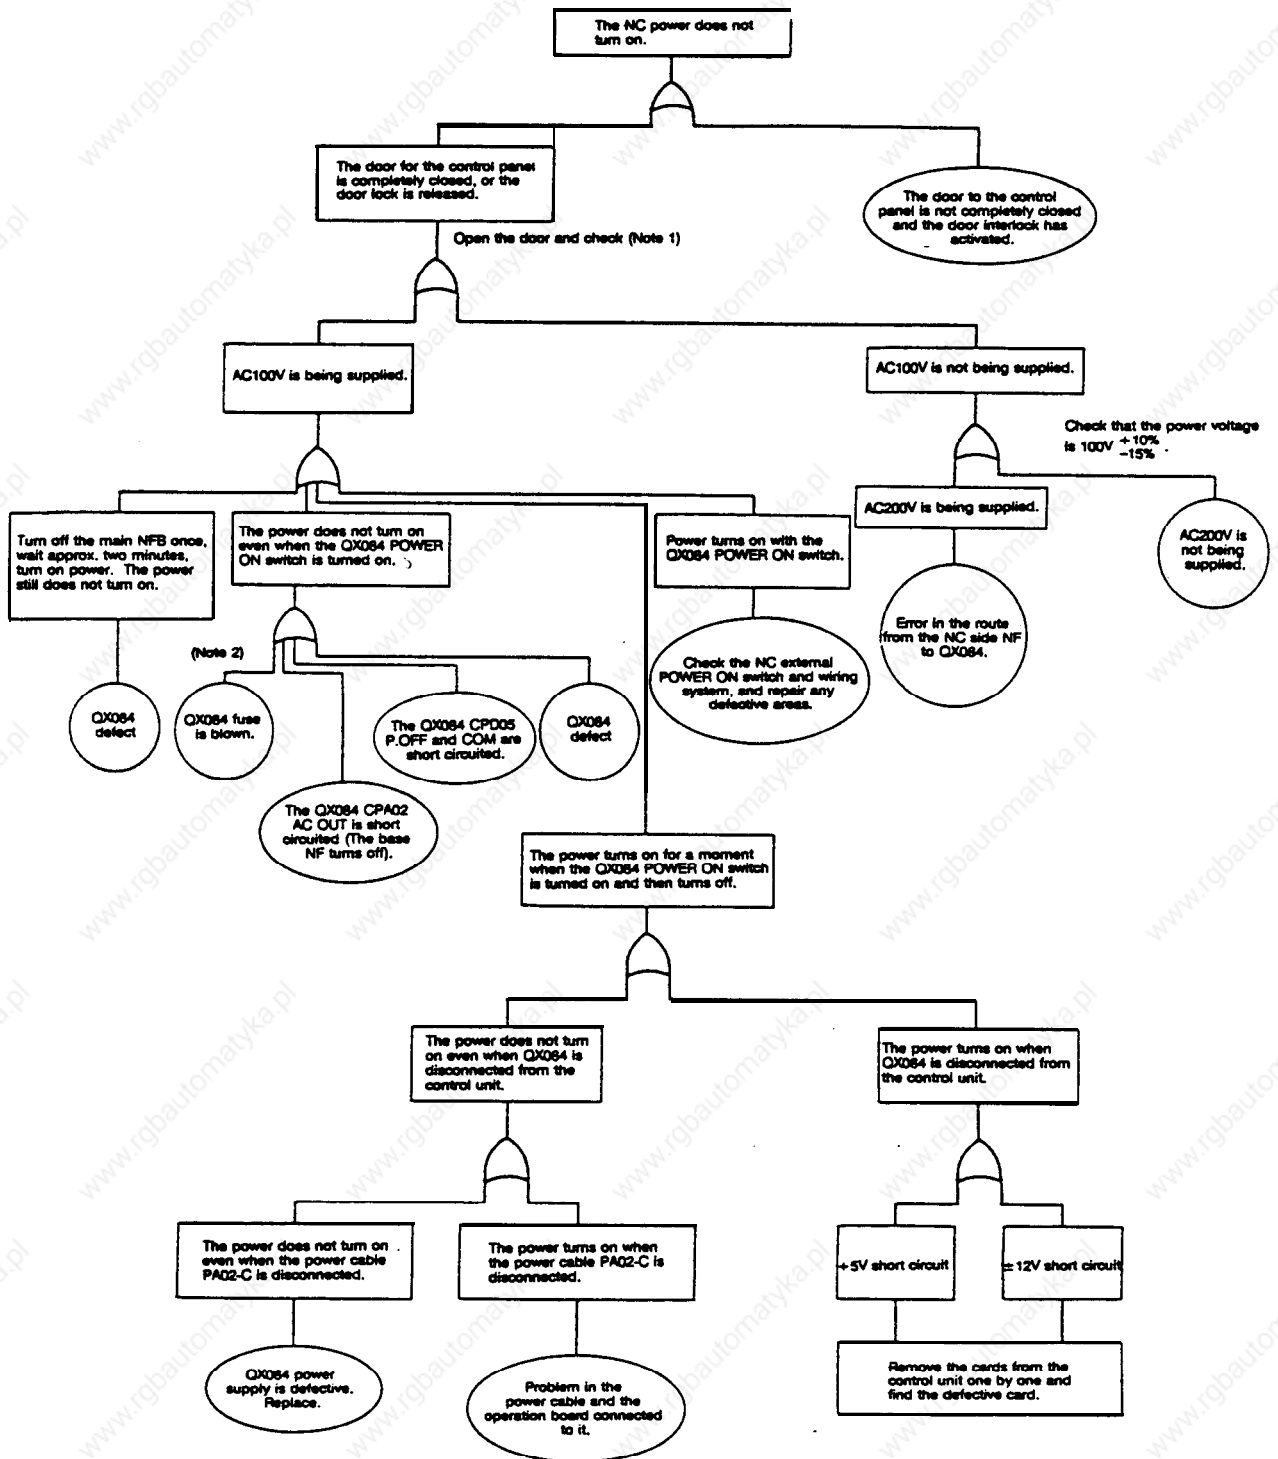 The NC power does not
turn on.
The door for the control panel
is completely closed, or the
door lock is released.
The door to the control
panel is not completely closed
and the door interlock has
activated.
Open the door and check (Note 1)
AC100V is being supplied.
AC100V is not being supplied.
Check that the power voltage
is 100V +10% -15% .
Turn off the main NFB once,
wait approx. two minutes,
turn on power. The power
still does not turn on.
The power does not turn on
even when the QX084 POWER
ON switch is turned on.
Power turns on with the
QX084 POWER ON switch.
AC200V is being supplied.
AC200V is
not being
supplied.
Error in the route
from the NC side NF
to QX084.
(Note 2)
Check the NC external
POWER ON switch and wiring
system, and repair any
defective areas.
QX084
defect
QX084 fuse
is blown.
The QX084 CPD05
P.OFF and COM are
short circuited.
QX084
defect
The QX084 CPA02
AC OUT is short
circuited (The base
NF turns off).
The power turns on for a moment
when the QX084 POWER ON switch
is turned on and then turns off.
The power does not turn
on even when QX084 is
disconnected from the
control unit.
The power turns on when
QX084 is disconnected from
the control unit.
The power does not turn on
even when the power cable
PA02-C is disconnected.
The power turns on when
the power cable PA02-C is
disconnected.
+5V short circuit
±12V short circuit
QX084 power
supply is defective.
Replace.
Problem in the
power cable and the
operation board connected
to it.
Remove the cards from the
control unit one by one and
find the defective card.
www.rgbautomatyka.pl